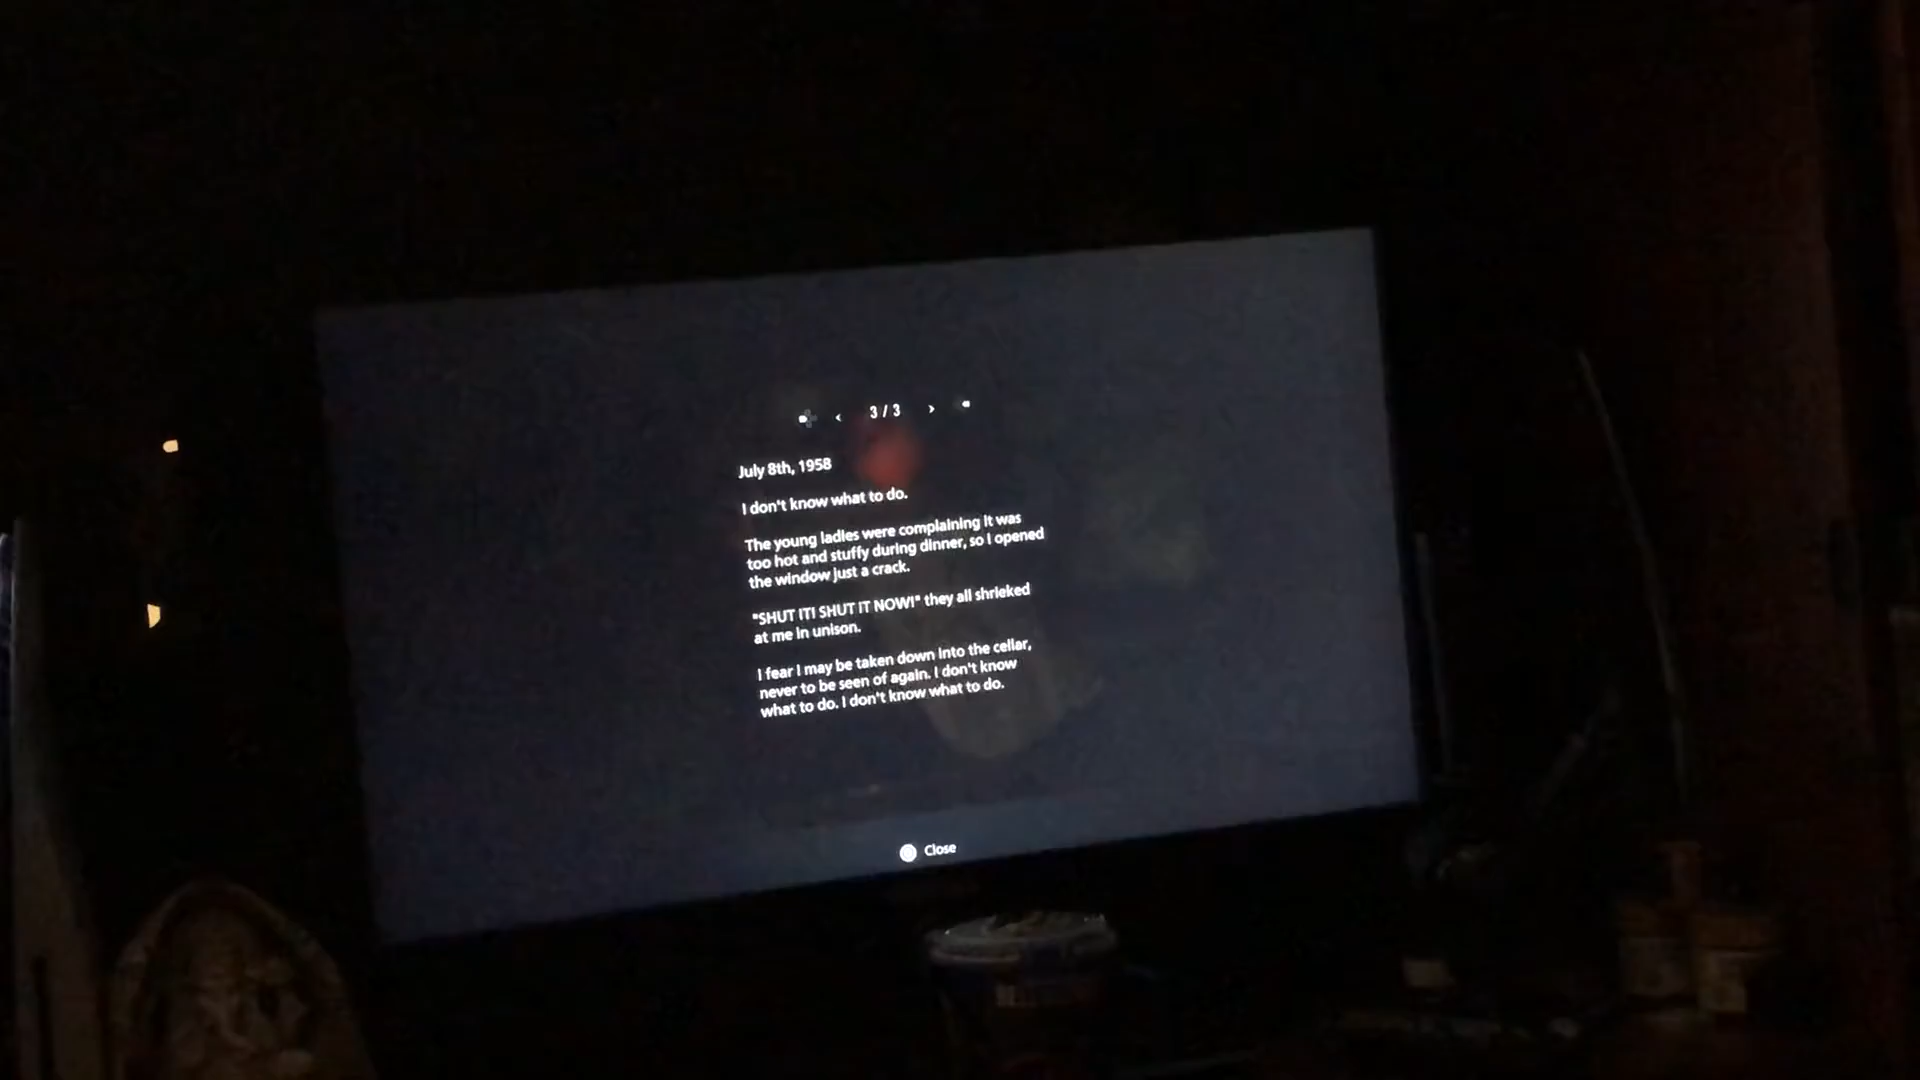 3 / 3
July 8th, 1958
I don't know what to do.
The young ladies were complaining it was
too hot and stuffy during dinner, so I opened
the window just a crack.
"SHUT IT! SHUT IT NOW!" they all shrieked
at me in unison.
I fear I may be taken down into the cellar,
never to be seen of again. I don't know
what to do. I don't know what to do.
Close